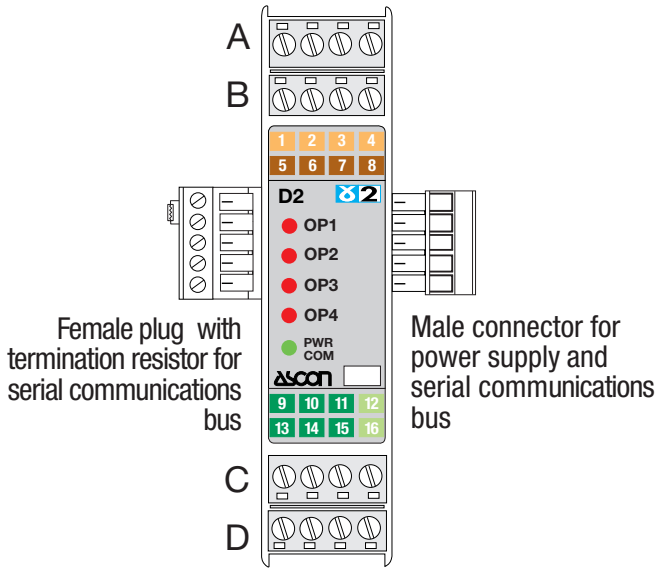 A
B
1 2 3 4
5 6 7 8
D2 δ2
OP1
OP2
OP3
OP4
PWR
COM
ascon
Female plug with
termination resistor for
serial communications
bus
Male connector for
power supply and
serial communications
bus
9 10 11 12
13 14 15 16
C
D